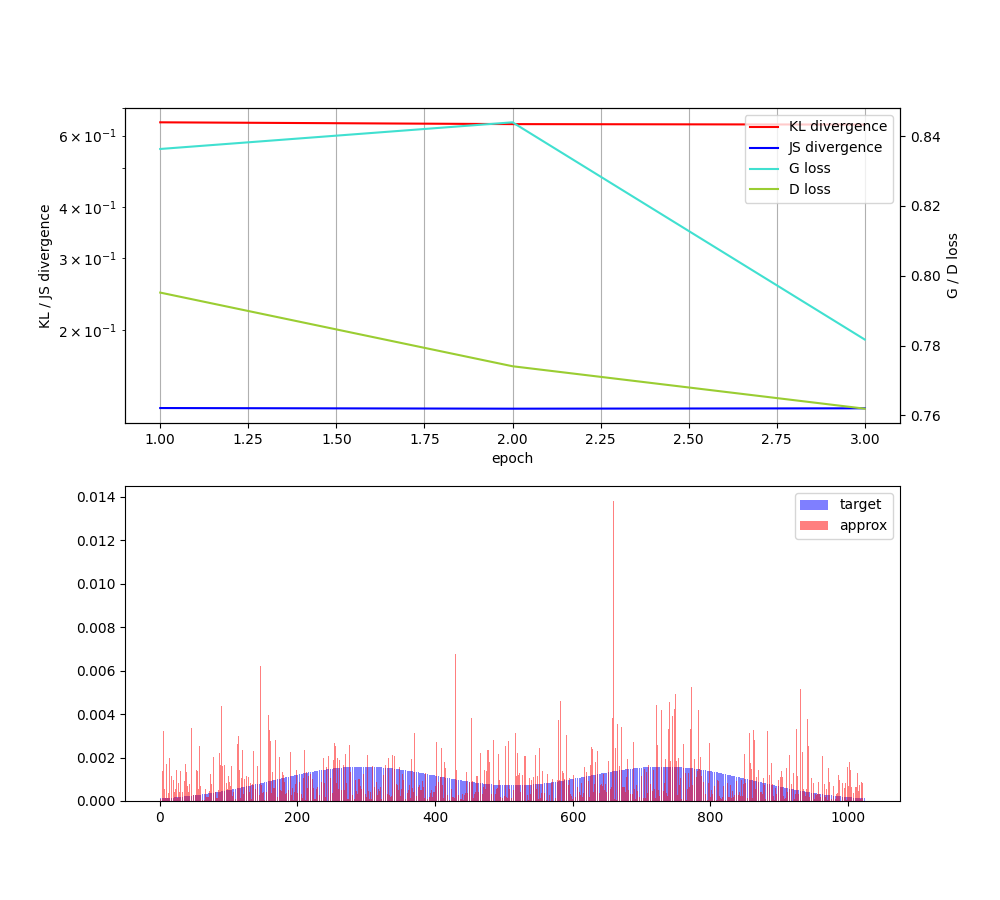 6 × 10⁻¹
4 × 10⁻¹
3 × 10⁻¹
2 × 10⁻¹
KL / JS divergence
KL divergence
JS divergence
G loss
D loss
0.84
0.82
0.80
0.78
0.76
G / D loss
1.00 1.25 1.50 1.75 2.00 2.25 2.50 2.75 3.00
epoch
0.014
0.012
0.010
0.008
0.006
0.004
0.002
0.000
target
approx
0 200 400 600 800 1000